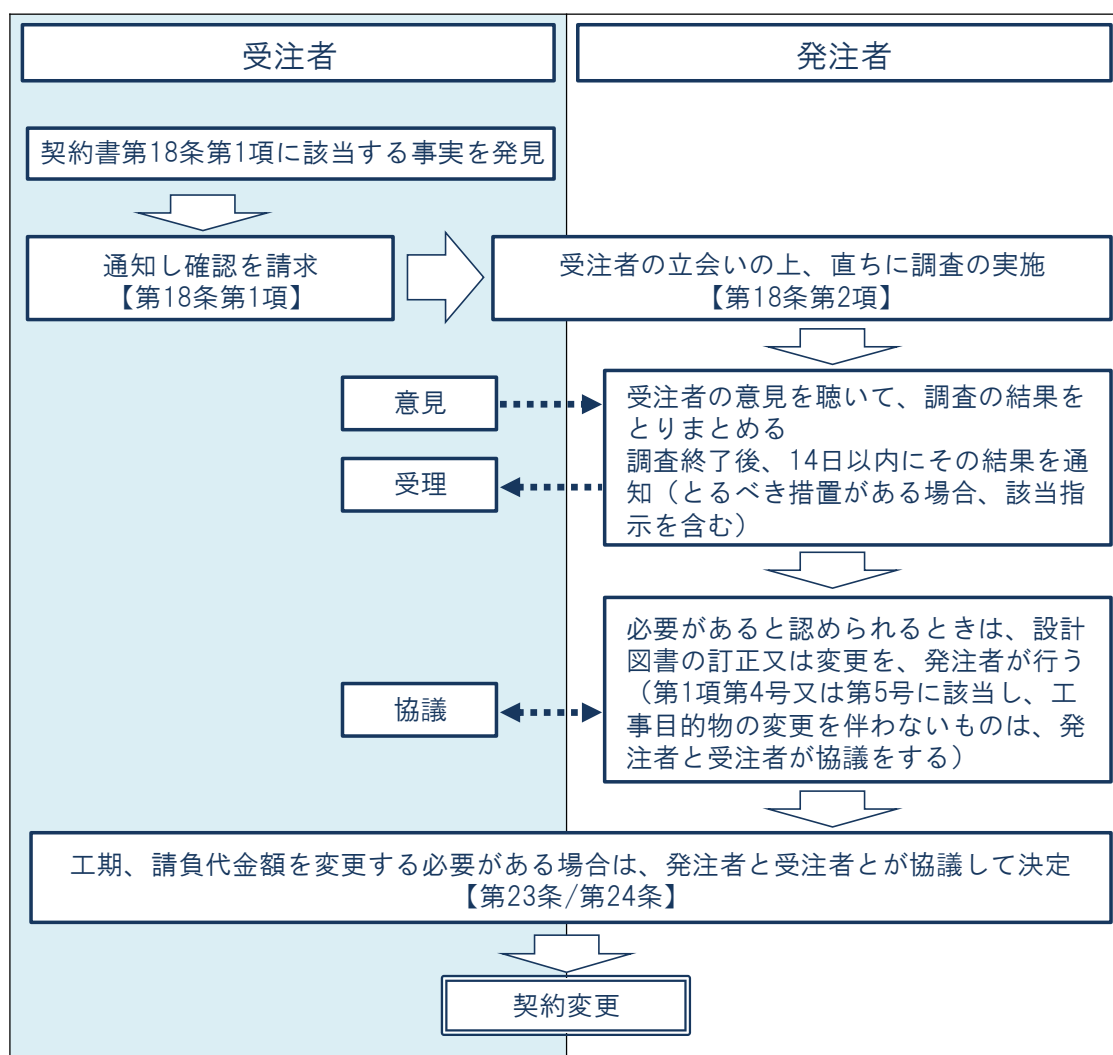 受注者
発注者
契約書第18条第1項に該当する事実を発見
通知し確認を請求
【第18条第1項】
受注者の立会いの上、直ちに調査の実施
【第18条第2項】
意見
受理
受注者の意見を聴いて、調査の結果を
とりまとめる
調査終了後、14日以内にその結果を通
知（とるべき措置がある場合、該当指
示を含む）
協議
必要があると認められるときは、設計
図書の訂正又は変更を、発注者が行う
（第1項第4号又は第5号に該当し、工
事目的物の変更を伴わないものは、発
注者と受注者が協議をする）
工期、請負代金額を変更する必要がある場合は、発注者と受注者とが協議して決定
【第23条/第24条】
契約変更